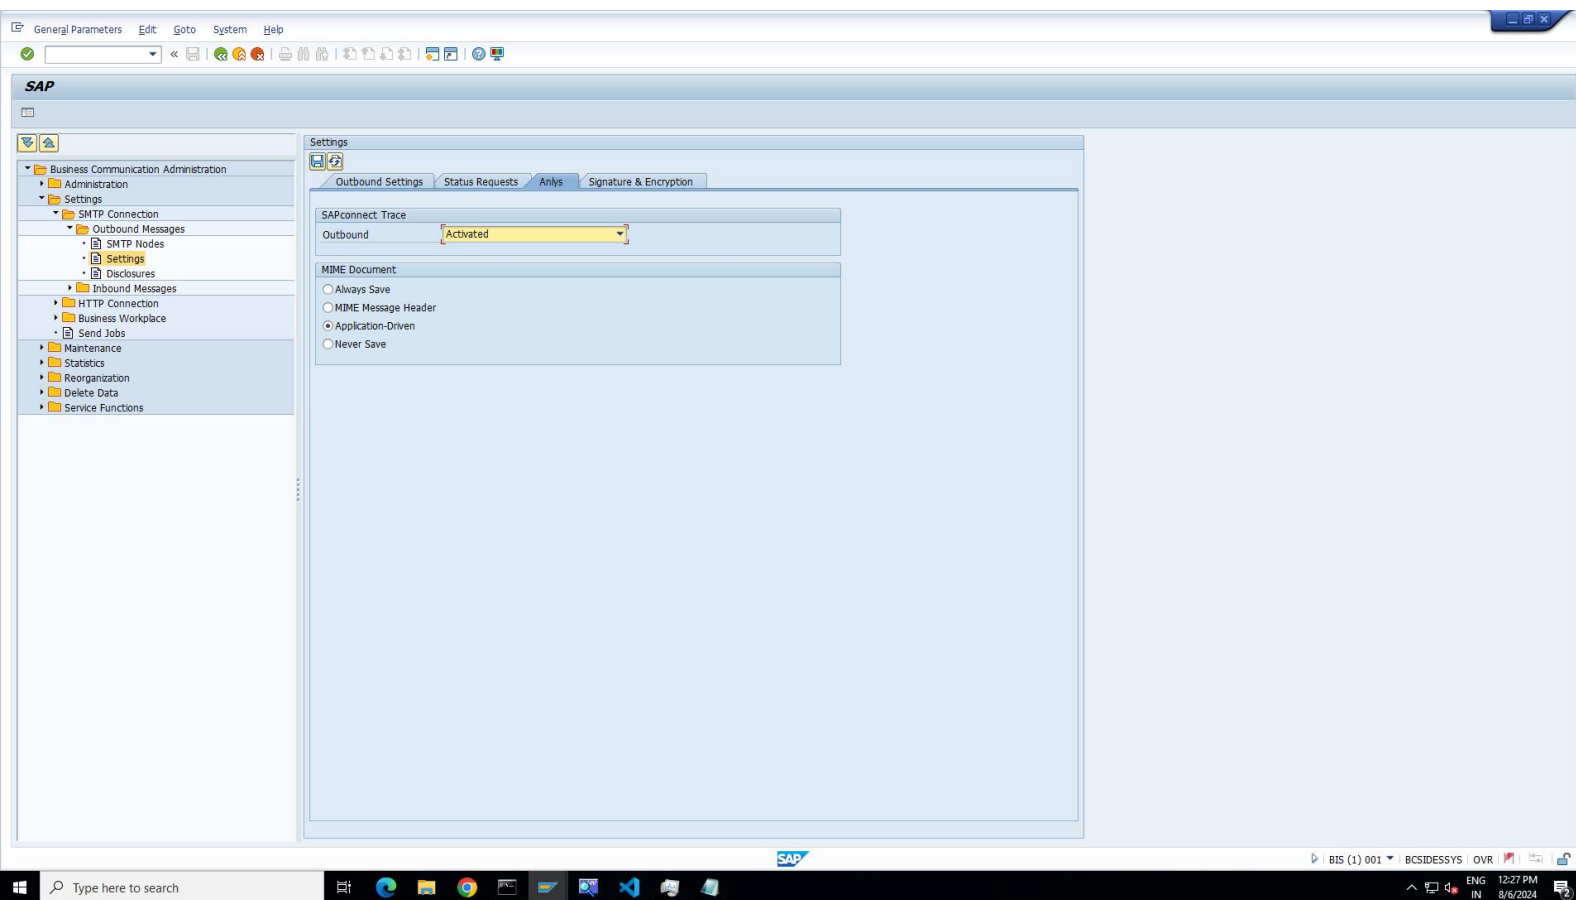 General Parameters Edit Goto System Help
SAP
Settings
Outbound Settings Status Requests Anlys Signature & Encryption
Business Communication Administration
Administration
Settings
SMTP Connection
Outbound Messages
SMTP Nodes
Settings
Disclosures
Inbound Messages
HTTP Connection
Business Workplace
Send Jobs
Maintenance
Statistics
Reorganization
Delete Data
Service Functions
SAPconnect Trace
Outbound Activated
MIME Document
Always Save
MIME Message Header
Application-Driven
Never Save
SAP
BIS (1) 001 BCSIDESSYS OVR
Type here to search
ENG 12:27 PM
IN 8/6/2024
2